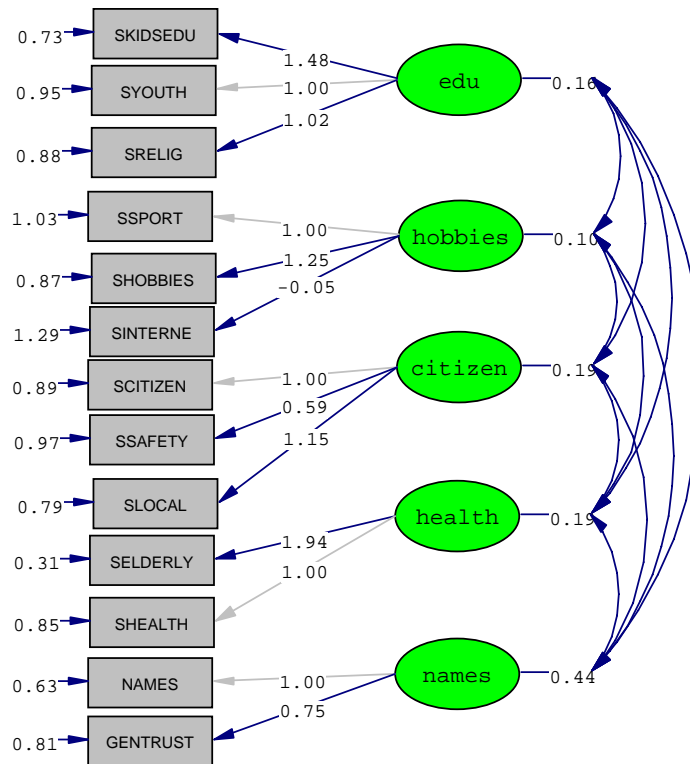 0.73 SKIDSEDU
1.48
edu 0.16
0.95 SYOUTH
1.00
1.02
0.88 SRELIG
1.03 SSPORT
1.00
hobbies 0.10
0.87 SHOBBIES
1.25
-0.05
1.29 SINTERNE
0.89 SCITIZEN
1.00
citizen 0.19
0.59
0.97 SSAFETY
1.15
0.79 SLOCAL
health 0.19
0.31 SELDERLY
1.94
1.00
0.85 SHEALTH
0.63 NAMES
1.00
names 0.44
0.75
0.81 GENTRUST